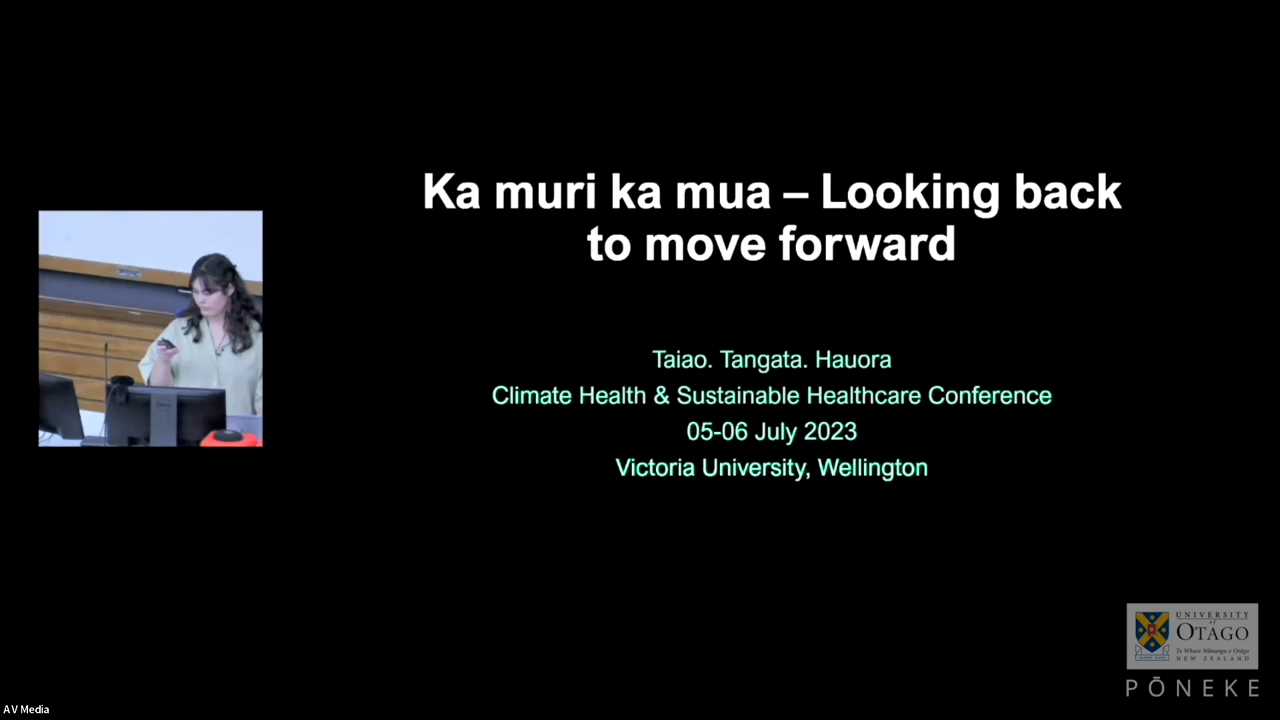 Ka muri ka mua – Looking back
to move forward
Taiao. Tangata. Hauora
Climate Health & Sustainable Healthcare Conference
05-06 July 2023
Victoria University, Wellington
UNIVERSITY
of
OTAGO
Te Whare Wānanga o Otāgo
NEW ZEALAND
PŌNEKE
AV Media